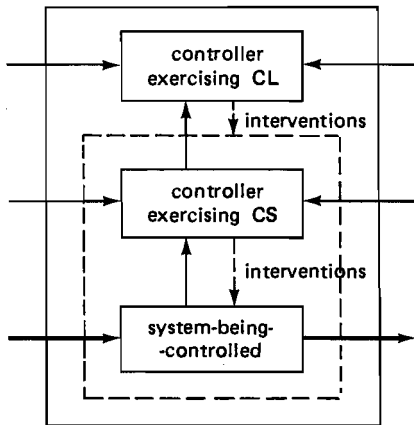 controller
exercising CL
interventions
controller
exercising CS
interventions
system-being-
-controlled